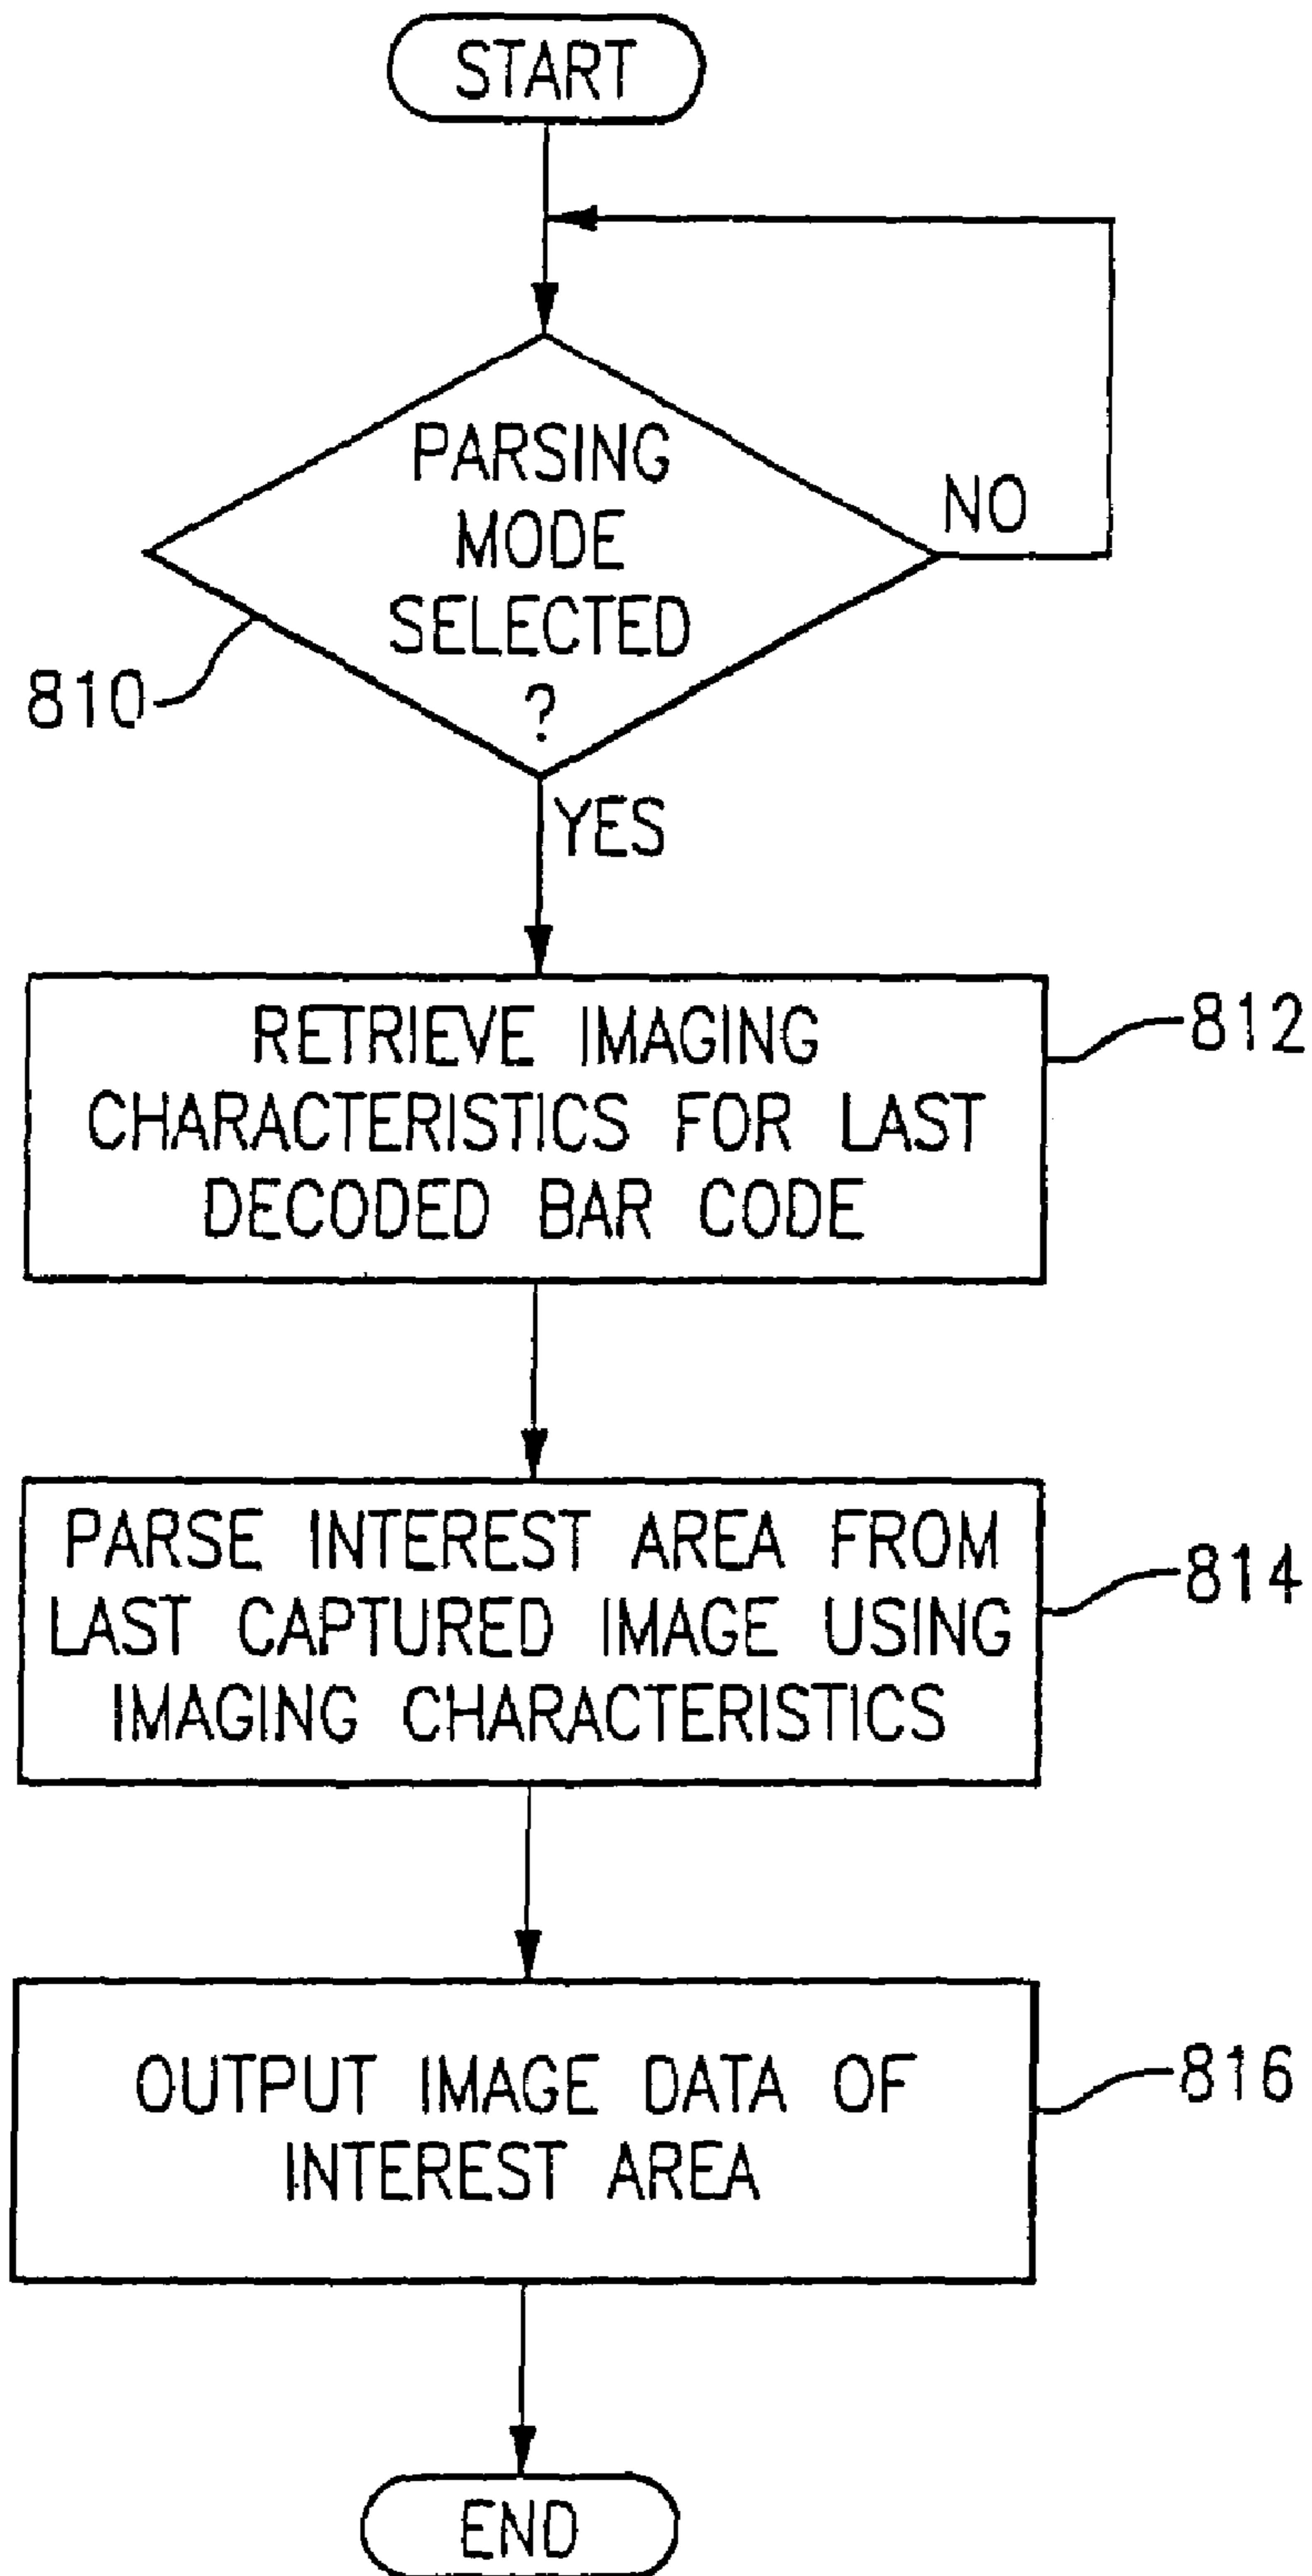 START
PARSING
MODE
SELECTED
?
NO
810
YES
RETRIEVE IMAGING
CHARACTERISTICS FOR LAST
DECODED BAR CODE
812
PARSE INTEREST AREA FROM
LAST CAPTURED IMAGE USING
IMAGING CHARACTERISTICS
814
OUTPUT IMAGE DATA OF
INTEREST AREA
816
END